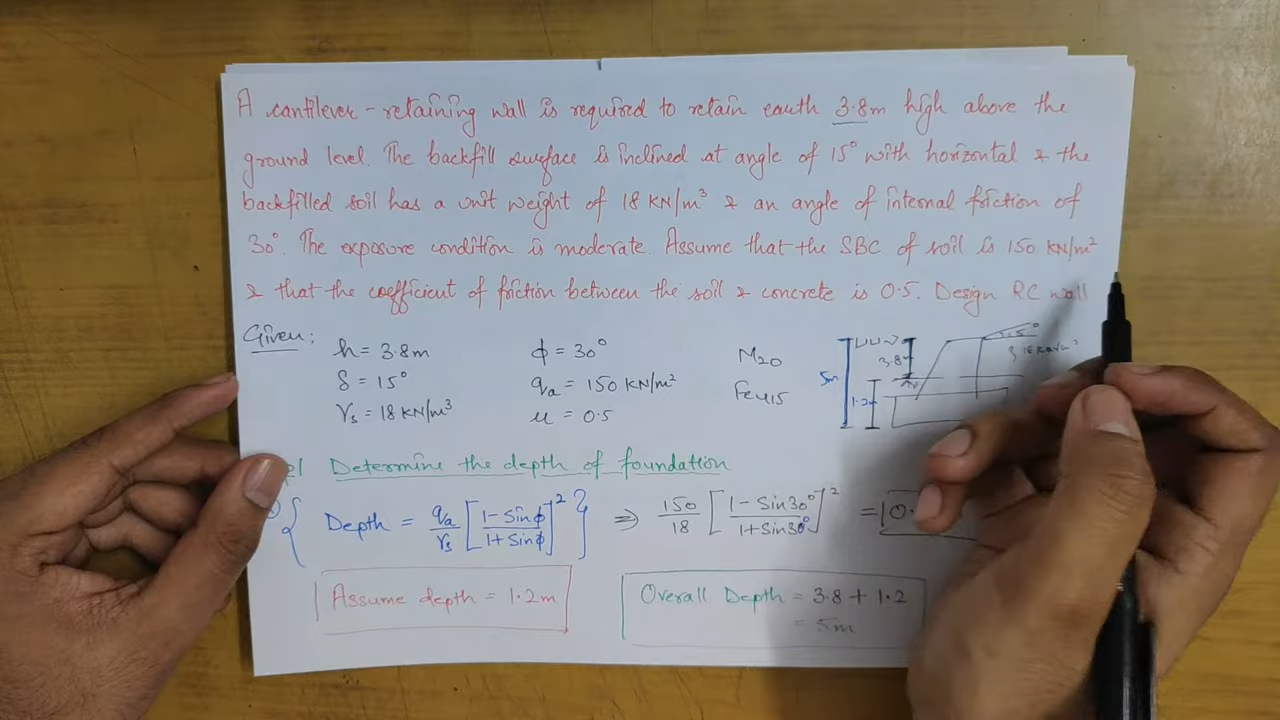 A cantilever - retaining wall is required to retain earth 3.8m high above the
ground level. The backfill surface is inclined at angle of 15° with horizontal & the
backfilled soil has a unit weight of 18 KN/m³ & an angle of internal friction of
30°. The exposure condition is moderate. Assume that the SBC of soil is 150 KN/m²
& that the coefficient of friction between the soil & concrete is 0.5. Design RC wall
Given:
h = 3.8m
δ = 15°
γs = 18 KN/m³
φ = 30°
qa = 150 KN/m²
μ = 0.5
M20
Fe415
5m
3.8
1.2
15°
Determine the depth of foundation
{ Depth = qa/γs [1 - Sinφ / 1 + Sinφ]² } ⇒ 150/18 [1 - Sin30° / 1 + Sin30°]² = 0.
Assume depth = 1.2m
Overall Depth = 3.8 + 1.2
= 5m